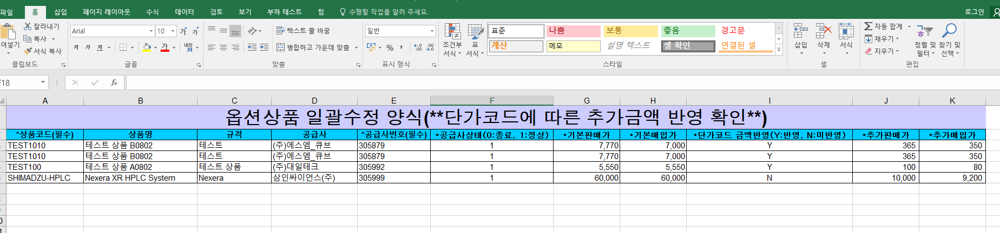 파일 홈 삽입 페이지 레이아웃 수식 데이터 검토 보기 부하 테스트 팀 수행할 작업을 알려 주세요. 로그인
잘라내기
복사
서식 복사
클립보드
Arial 10
가 가 가 내천
글꼴
텍스트 줄 바꿈
병합하고 가운데 맞춤
맞춤
일반
% ,
표시 형식
조건부 서식
표 서식
표준 나쁨 보통 좋음 경고문
계산 메모 설명 텍스트 셀 확인 연결된 셀
스타일
삽입 삭제 서식
셀
자동 합계
채우기
지우기
정렬 및 필터
찾기 및 선택
편집
F18 fx
A B C D E F G H I J K
옵션상품 일괄수정 양식(**단가코드에 따른 추가금액 반영 확인**)
*상품코드(필수) 상품명 규격 공급사 *공급사번호(필수) *공급사상태(0:종료, 1:정상) *기본판매가 *기본매입가 *단가코드 금액반영(Y:반영, N:미반영) *추가판매가 *추가매입가
TEST1010 테스트 상품 B0802 테스트 (주)에스엠_큐브 305879 1 7,770 7,000 Y 365 350
TEST1010 테스트 상품 B0802 테스트 (주)에스엠_큐브 305879 1 7,770 7,000 Y 365 350
TEST100 테스트 상품 A0802 테스트 상품 (주)대일테크 305992 1 5,550 5,550 Y 100 80
SHIMADZU-HPLC Nexera XR HPLC System Nexera 삼인싸이언스(주) 305999 1 60,000 60,000 N 10,000 9,200